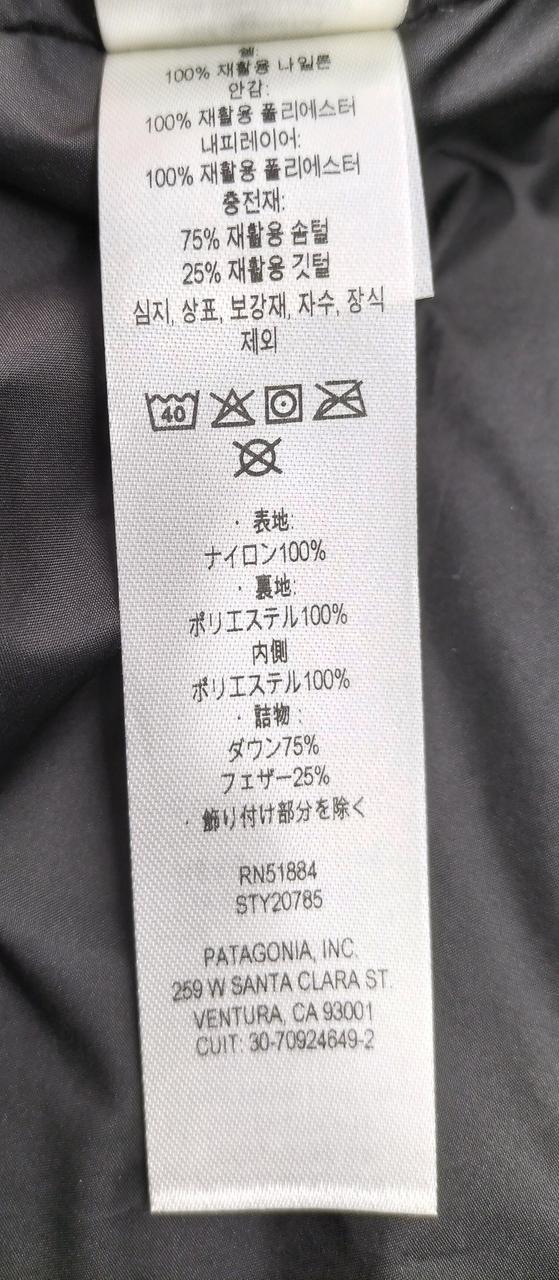 쉘:
100% 재활용 나일론
안감:
100% 재활용 폴리에스터
내피레이어:
100% 재활용 폴리에스터
충전재:
75% 재활용 솜털
25% 재활용 깃털
심지, 상표, 보강재, 자수, 장식
제외
40
· 表地:
ナイロン100%
· 裏地:
ポリエステル100%
内側
ポリエステル100%
· 詰物 :
ダウン75%
フェザー25%
· 飾り付け部分を除く
RN51884
STY20785
PATAGONIA, INC.
259 W SANTA CLARA ST.
VENTURA, CA 93001
CUIT: 30-70924649-2